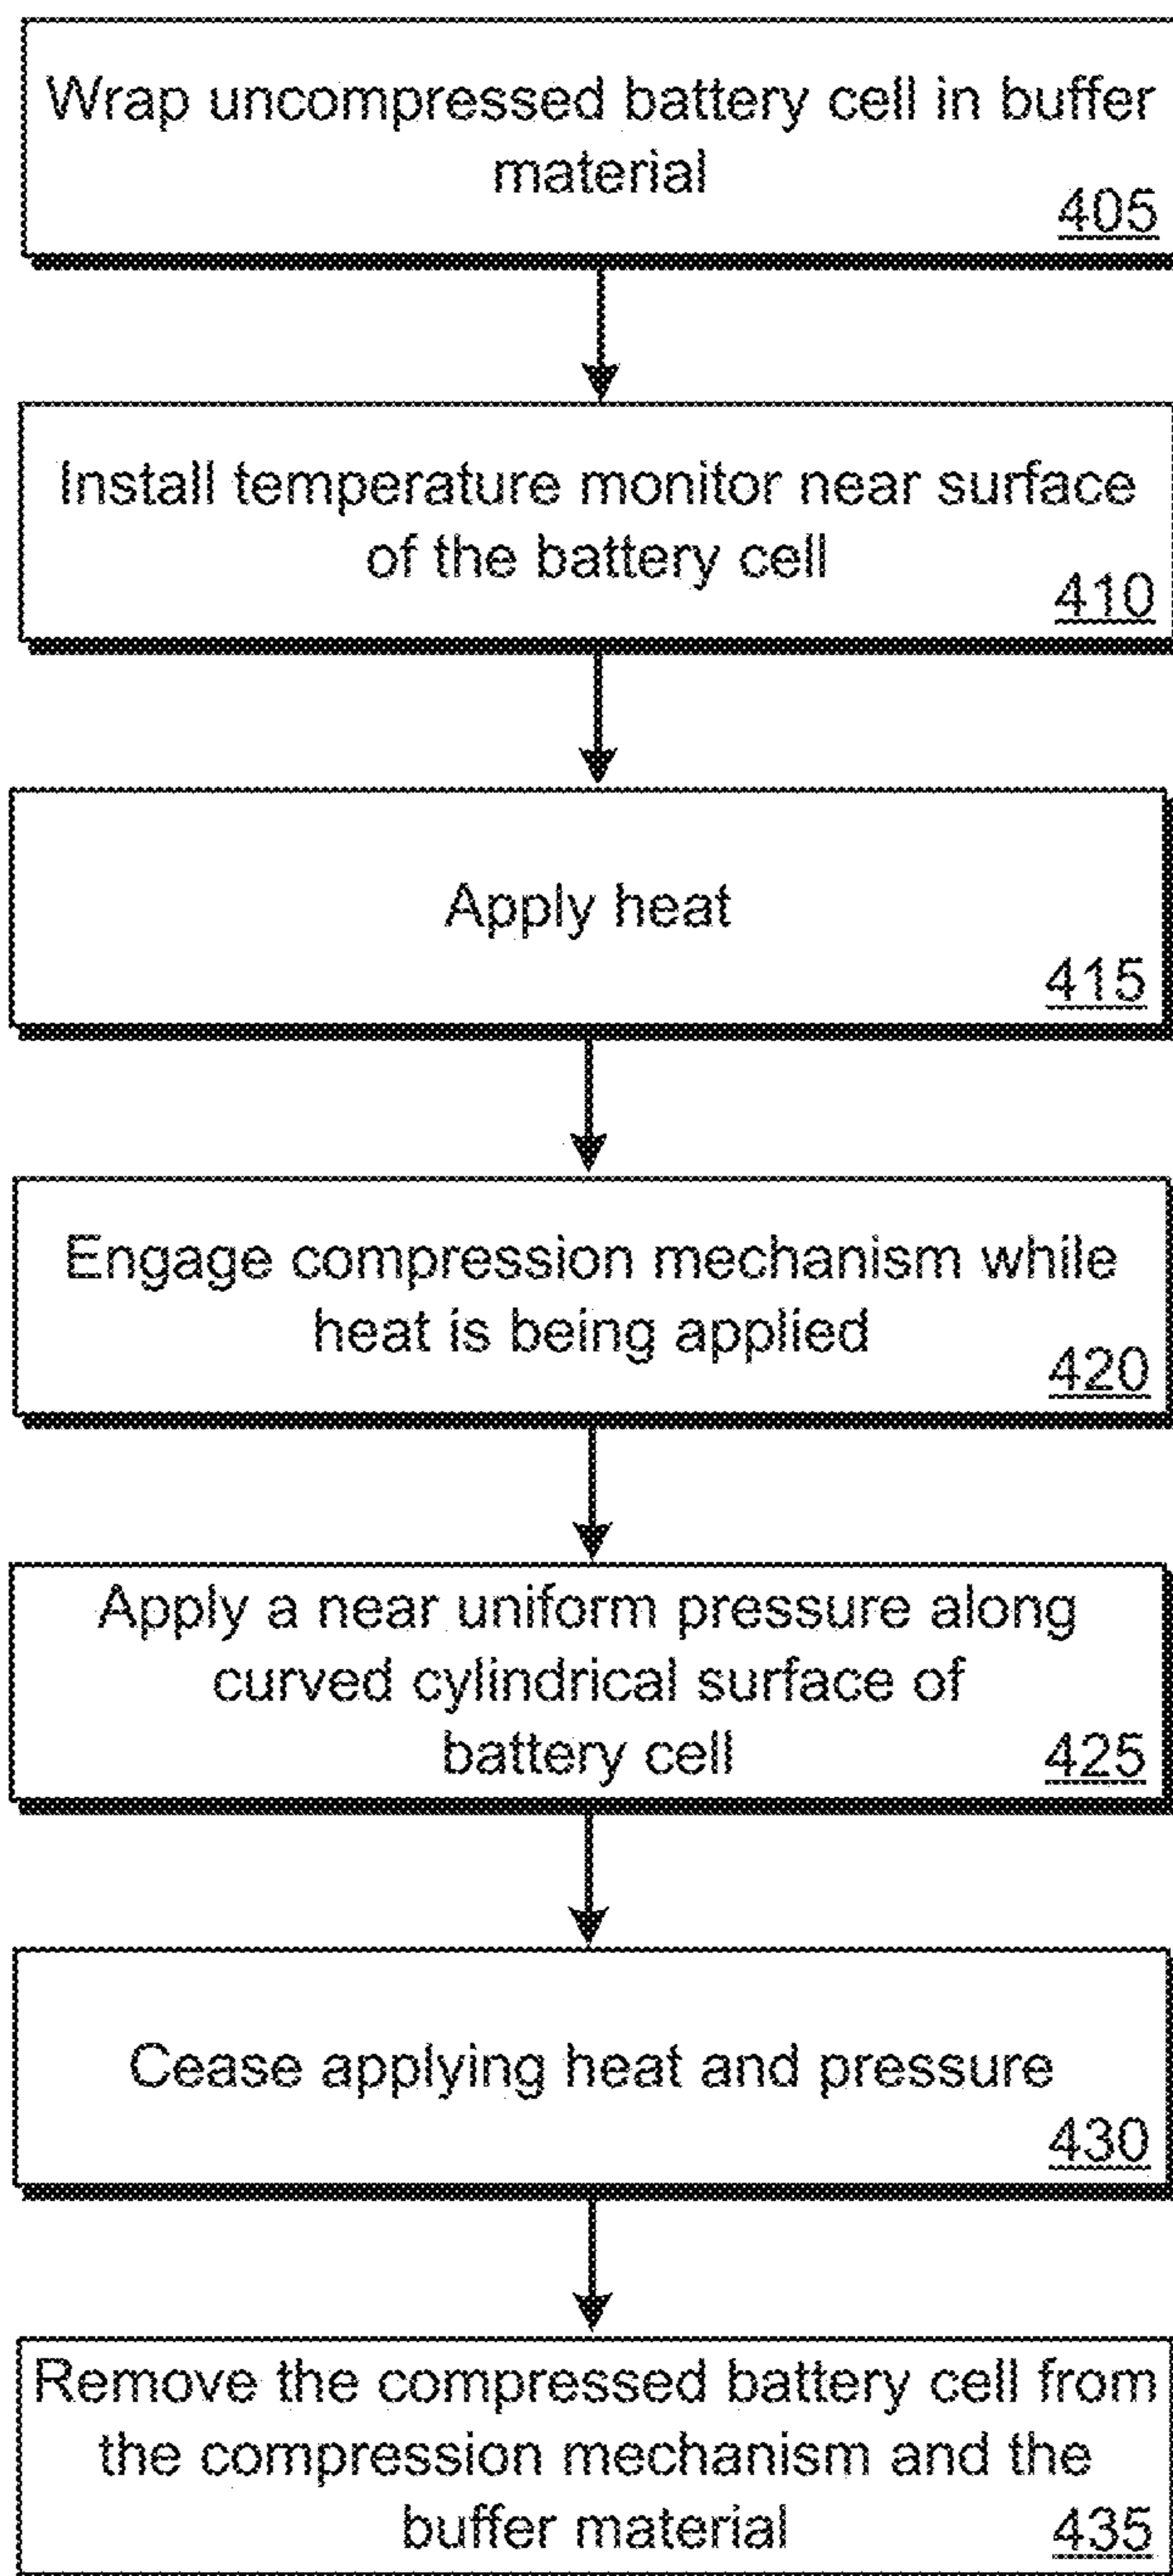 Wrap uncompressed battery cell in buffer
material
405
Install temperature monitor near surface
of the battery cell
410
Apply heat
415
Engage compression mechanism while
heat is being applied
420
Apply a near uniform pressure along
curved cylindrical surface of
battery cell
425
Cease applying heat and pressure
430
Remove the compressed battery cell from
the compression mechanism and the
buffer material
435